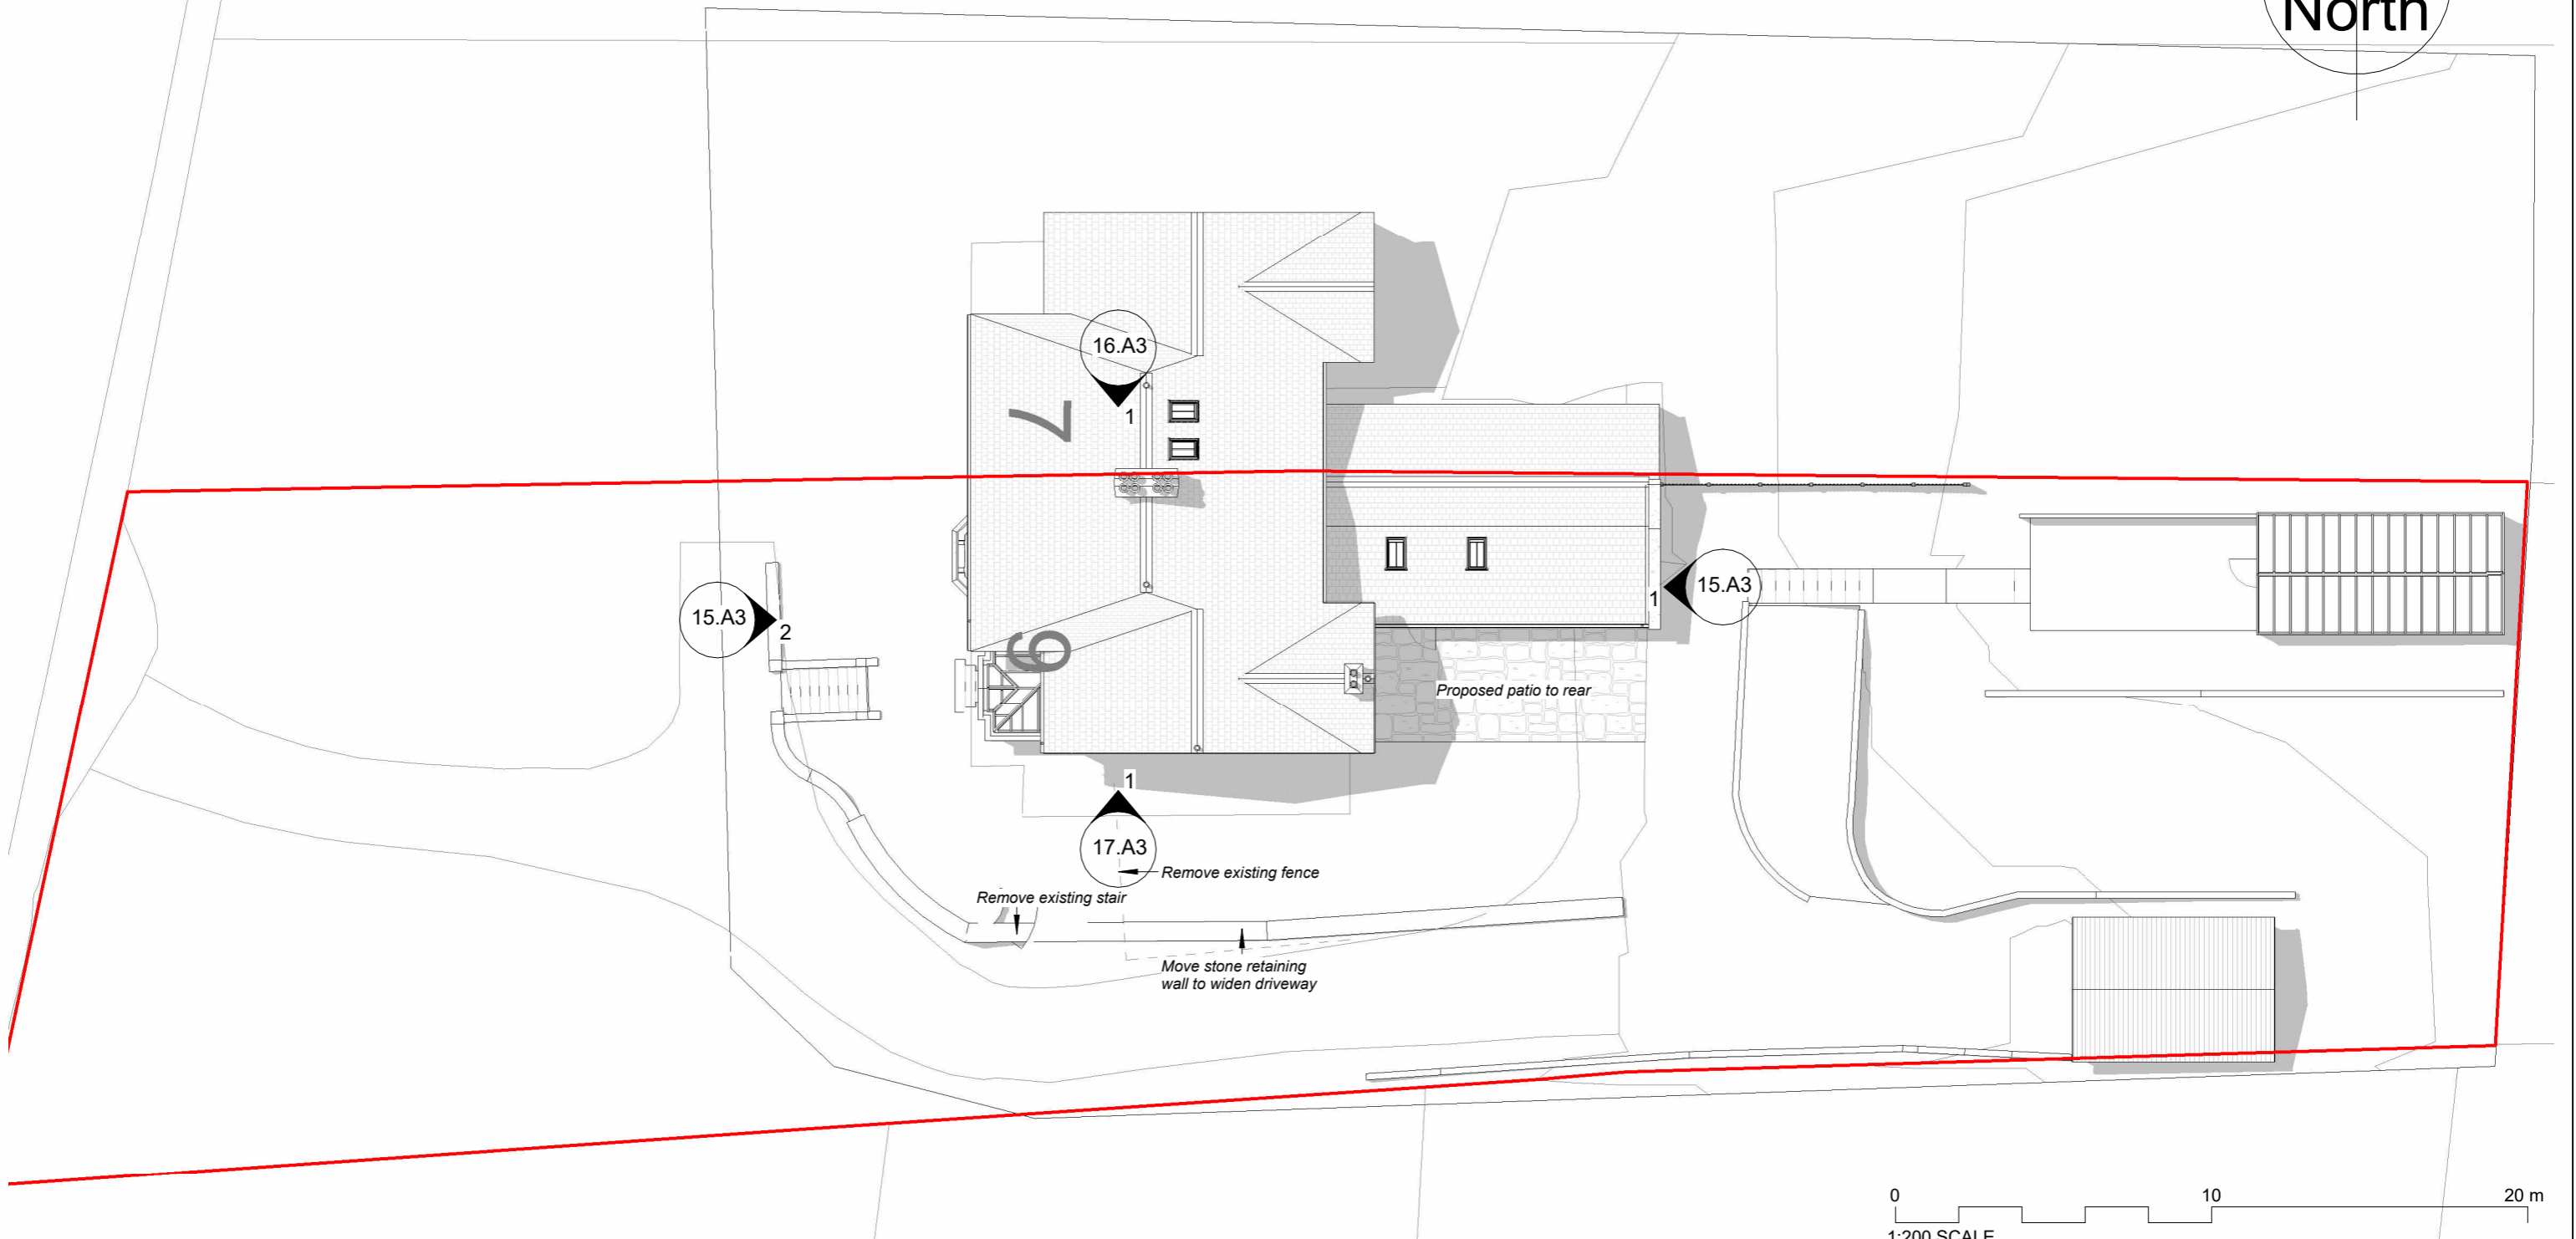 North
16.A3
1
7
15.A3
1
15.A3
2
6
Proposed patio to rear
1
17.A3
Remove existing fence
Remove existing stair
Move stone retaining
wall to widen driveway
0 10 20 m
1:200 SCALE